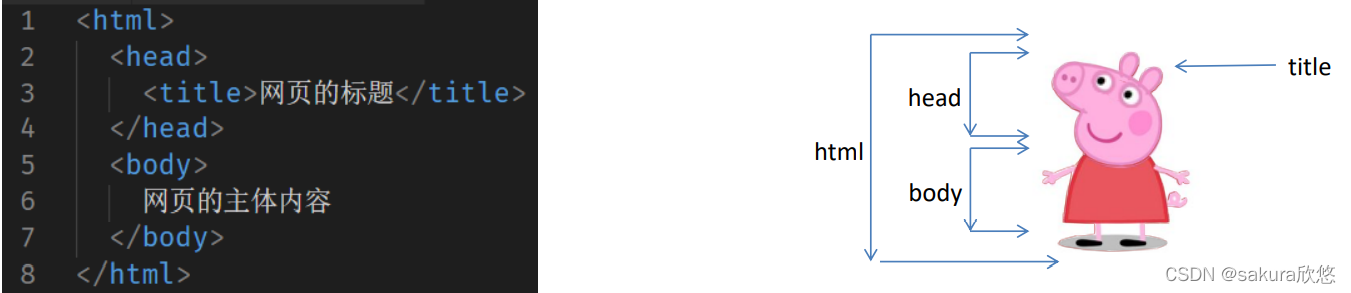 1 <html>
2 <head>
3 <title>网页的标题</title>
4 </head>
5 <body>
6 网页的主体内容
7 </body>
8 </html>
title
head
html
body
CSDN @sakura欣悠